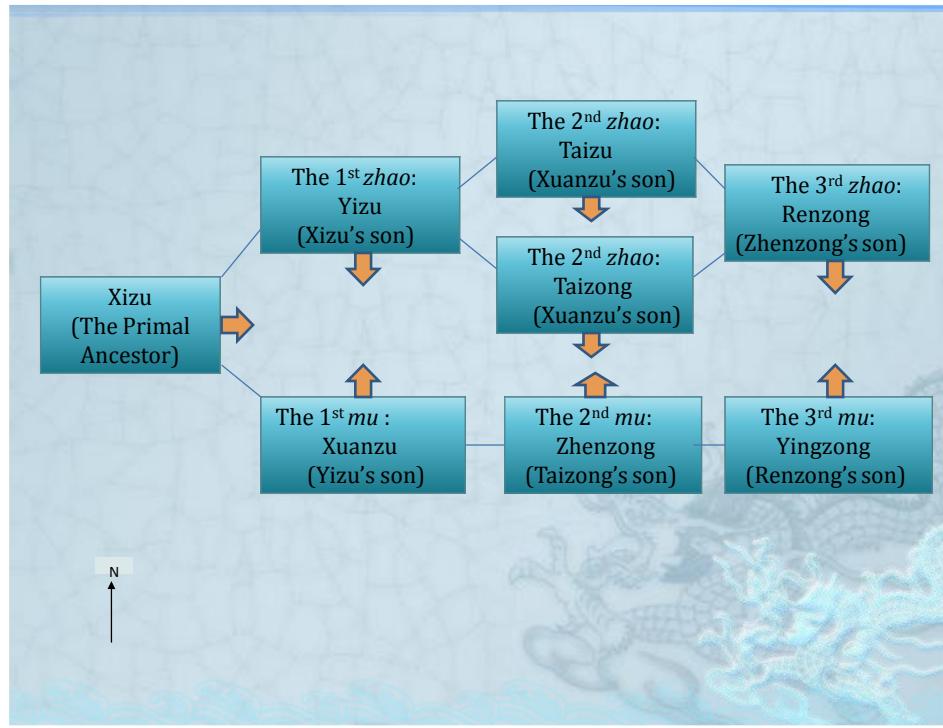 Xizu
(The Primal
Ancestor)
The 1st zhao:
Yizu
(Xizu’s son)
The 1st mu :
Xuanzu
(Yizu’s son)
The 2nd zhao:
Taizu
(Xuanzu’s son)
The 2nd zhao:
Taizong
(Xuanzu’s son)
The 2nd mu:
Zhenzong
(Taizong’s son)
The 3rd zhao:
Renzong
(Zhenzong’s son)
The 3rd mu:
Yingzong
(Renzong’s son)
N